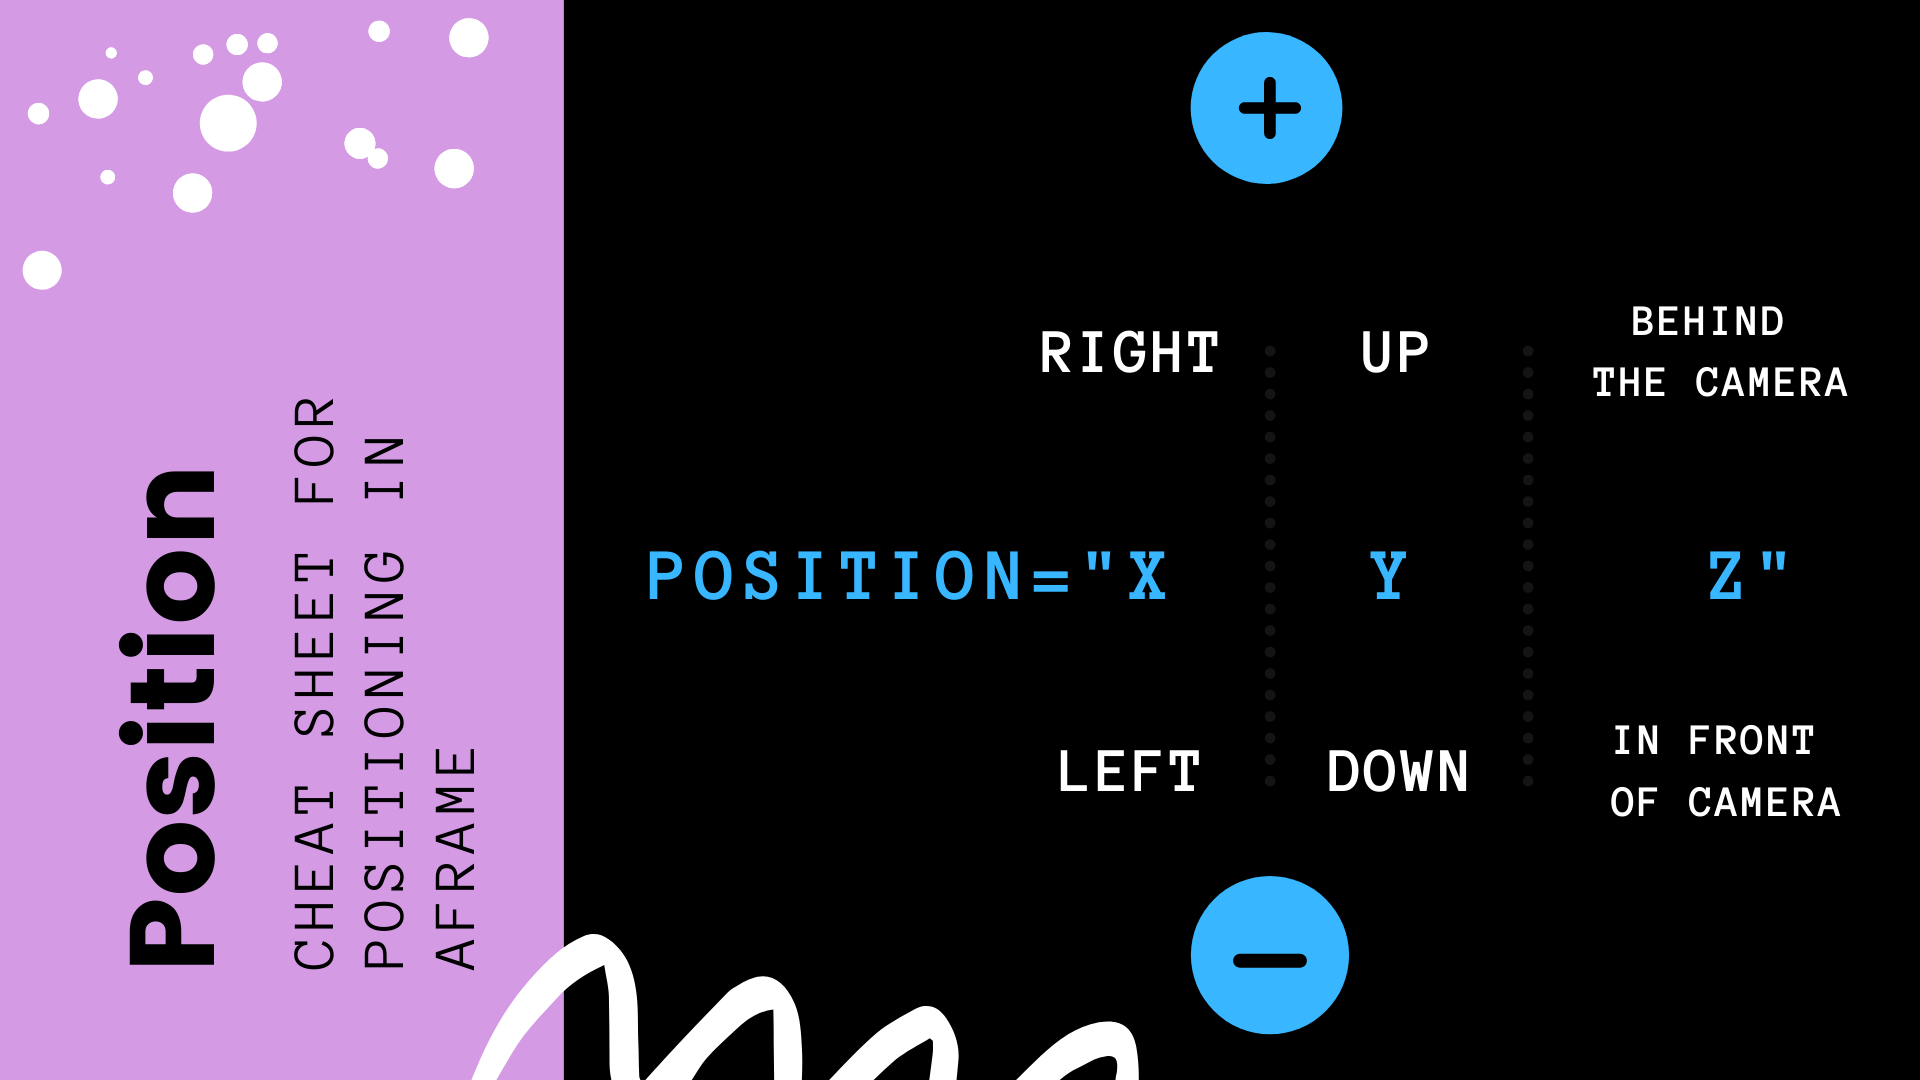 Position
CHEAT SHEET FOR
POSITIONING IN
AFRAME
+
RIGHT UP BEHIND
THE CAMERA
POSITION="X Y Z"
LEFT DOWN IN FRONT
OF CAMERA
−